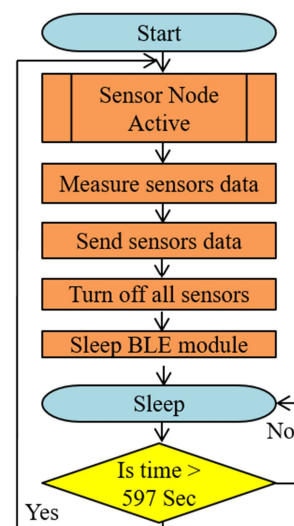 Start
Sensor Node
Active
Measure sensors data
Send sensors data
Turn off all sensors
Sleep BLE module
Sleep
No
Is time >
597 Sec
Yes